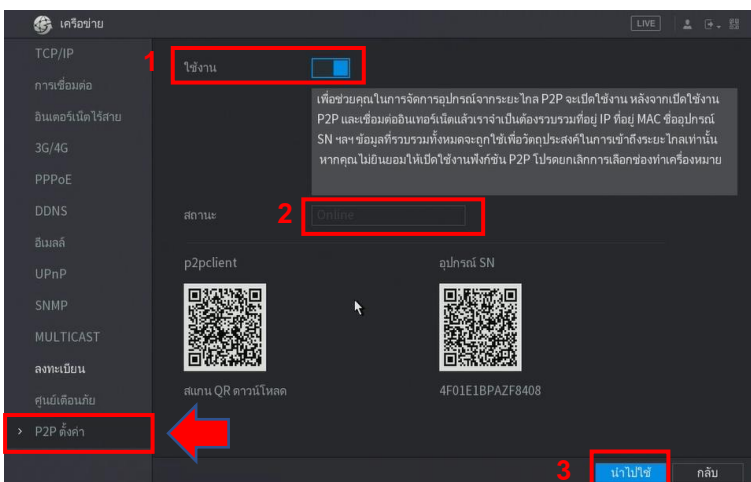 เครือข่าย
LIVE
TCP/IP
การเชื่อมต่อ
อินเตอร์เน็ตไร้สาย
3G/4G
PPPoE
DDNS
อีเมลล์
UPnP
SNMP
MULTICAST
ลงทะเบียน
ศูนย์เตือนภัย
P2P ตั้งค่า
1
ใช้งาน
เพื่อช่วยคุณในการจัดการอุปกรณ์จากระยะไกล P2P จะเปิดใช้งาน หลังจากเปิดใช้งาน
P2P และเชื่อมต่ออินเทอร์เน็ตแล้วเราจำเป็นต้องรวบรวมที่อยู่ IP ที่อยู่ MAC ชื่ออุปกรณ์
SN ฯลฯ ข้อมูลที่รวบรวมทั้งหมดจะถูกใช้เพื่อวัตถุประสงค์ในการเข้าถึงระยะไกลเท่านั้น
หากคุณไม่ยินยอมให้เปิดใช้งานฟังก์ชัน P2P โปรดยกเลิกการเลือกช่องทำเครื่องหมาย
สถานะ
2
Online
p2pclient
อุปกรณ์ SN
สแกน QR ดาวน์โหลด
4F01E1BPAZF8408
3
นำไปใช้
กลับ